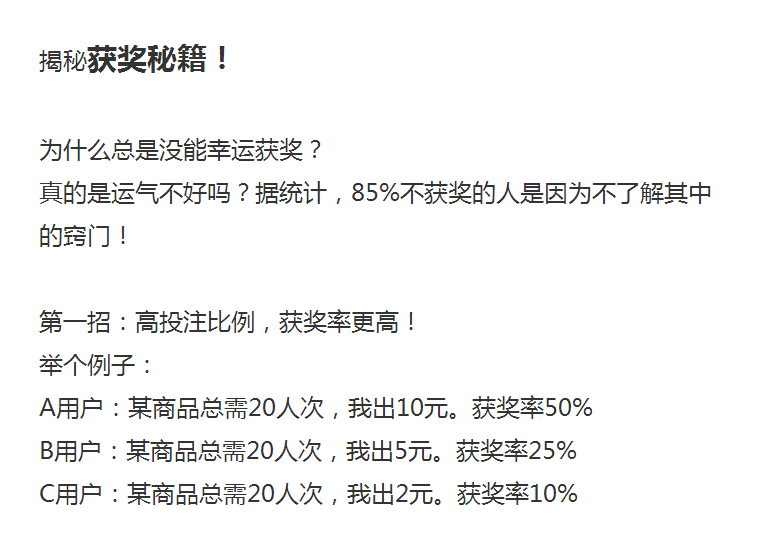 揭秘获奖秘籍！
为什么总是没能幸运获奖？
真的是运气不好吗？据统计，85%不获奖的人是因为不了解其中
的窍门！
第一招：高投注比例，获奖率更高！
举个例子：
A用户：某商品总需20人次，我出10元。获奖率50%
B用户：某商品总需20人次，我出5元。获奖率25%
C用户：某商品总需20人次，我出2元。获奖率10%